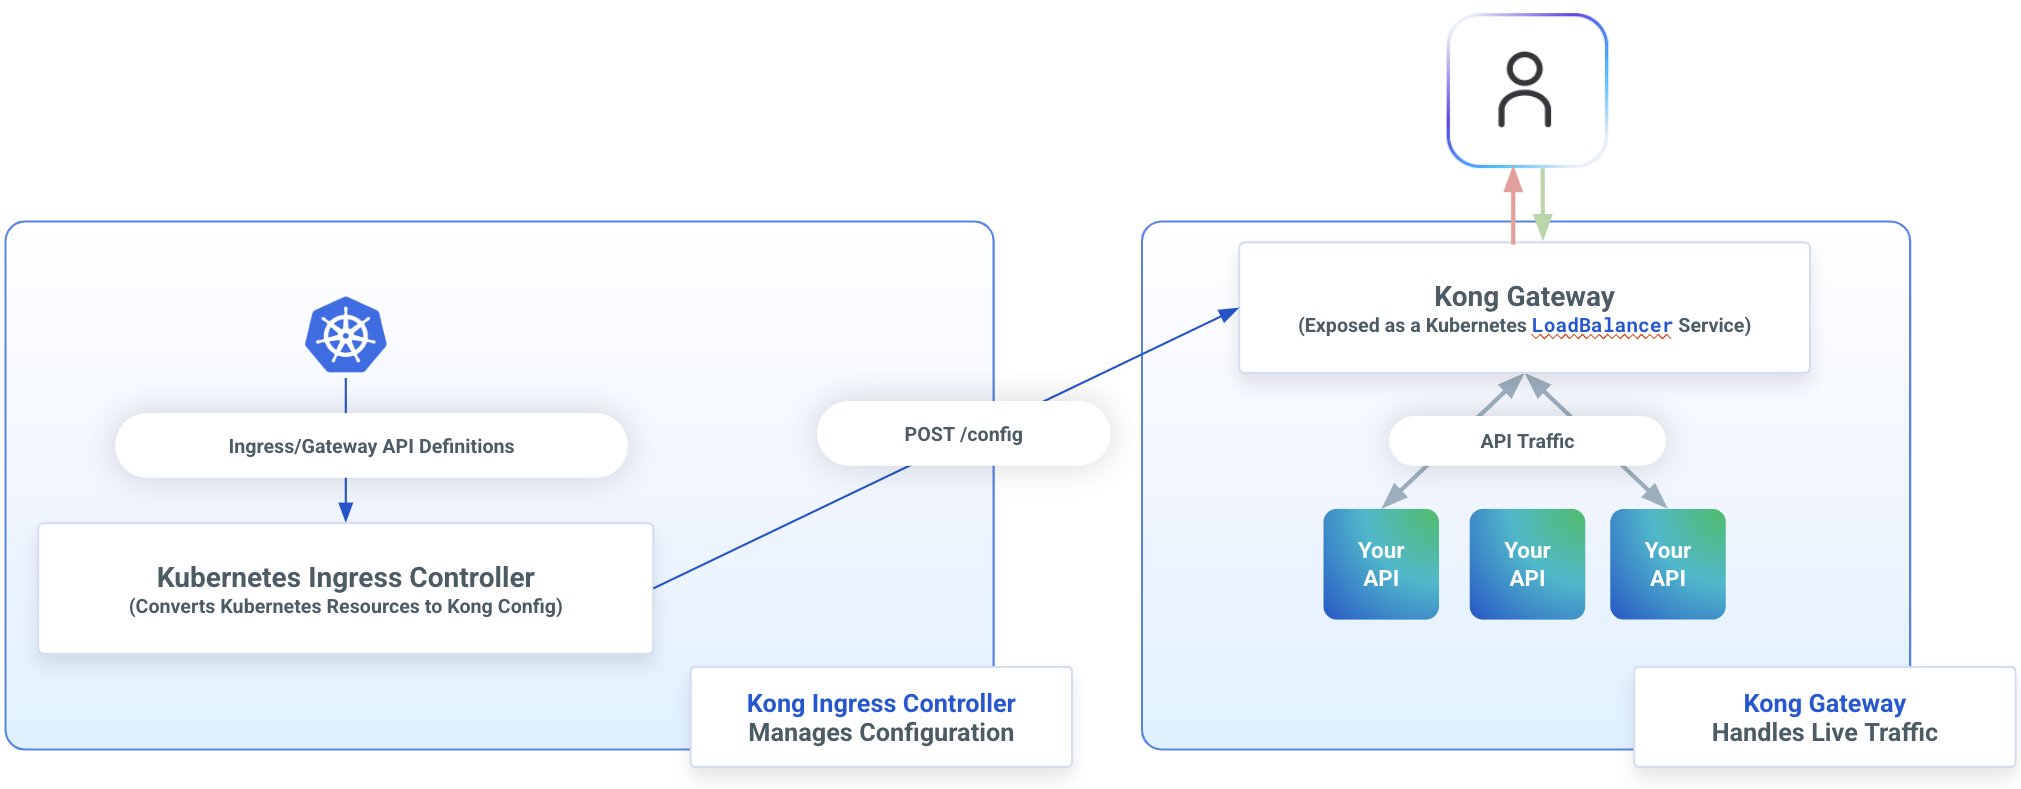 Ingress/Gateway API Definitions
Kubernetes Ingress Controller
(Converts Kubernetes Resources to Kong Config)
POST /config
Kong Ingress Controller
Manages Configuration
Kong Gateway
(Exposed as a Kubernetes LoadBalancer Service)
API Traffic
Your
API
Your
API
Your
API
Kong Gateway
Handles Live Traffic